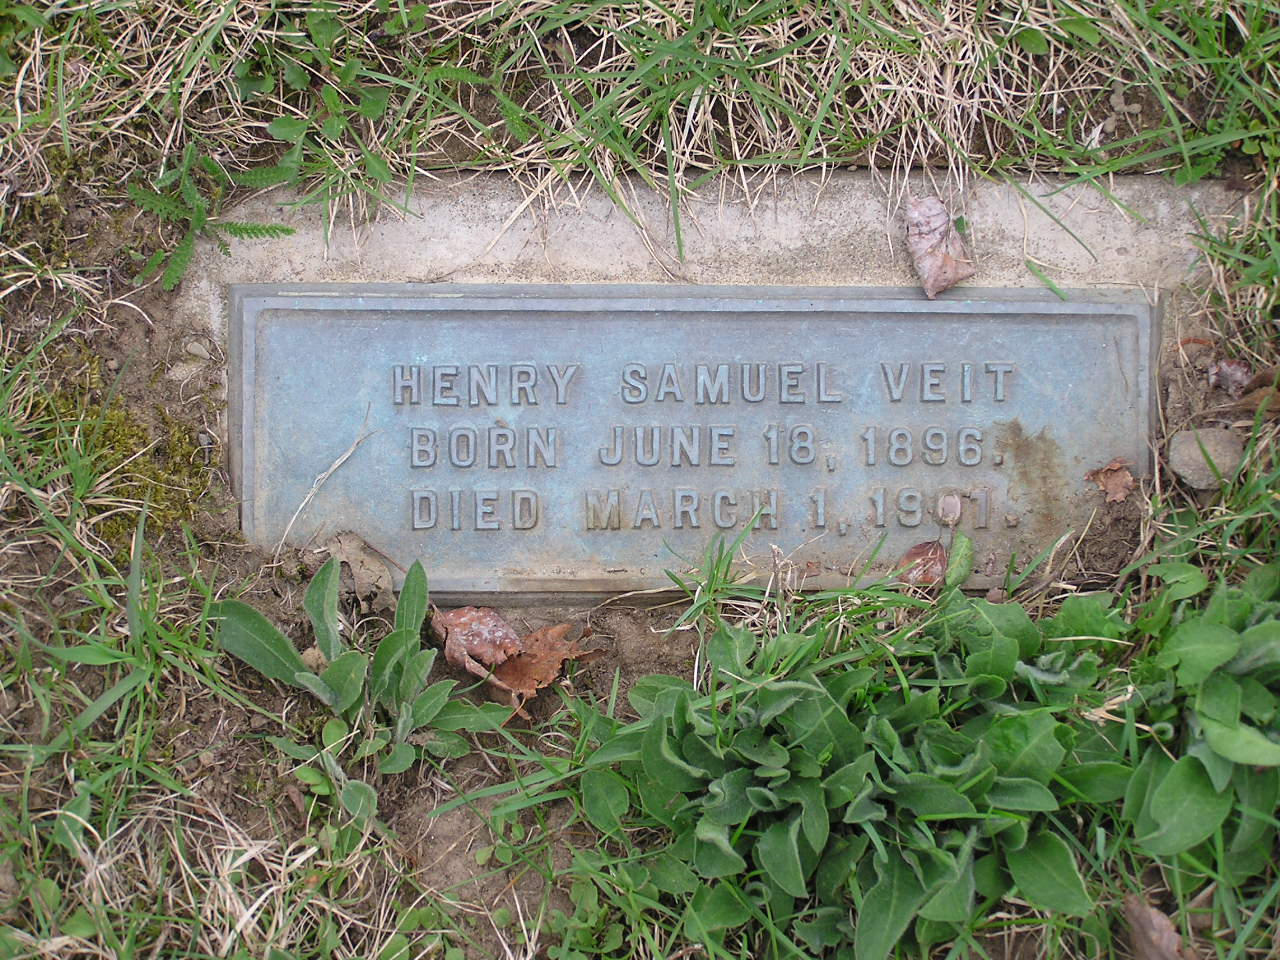 HENRY SAMUEL VEIT
BORN JUNE 18, 1896.
DIED MARCH 1,